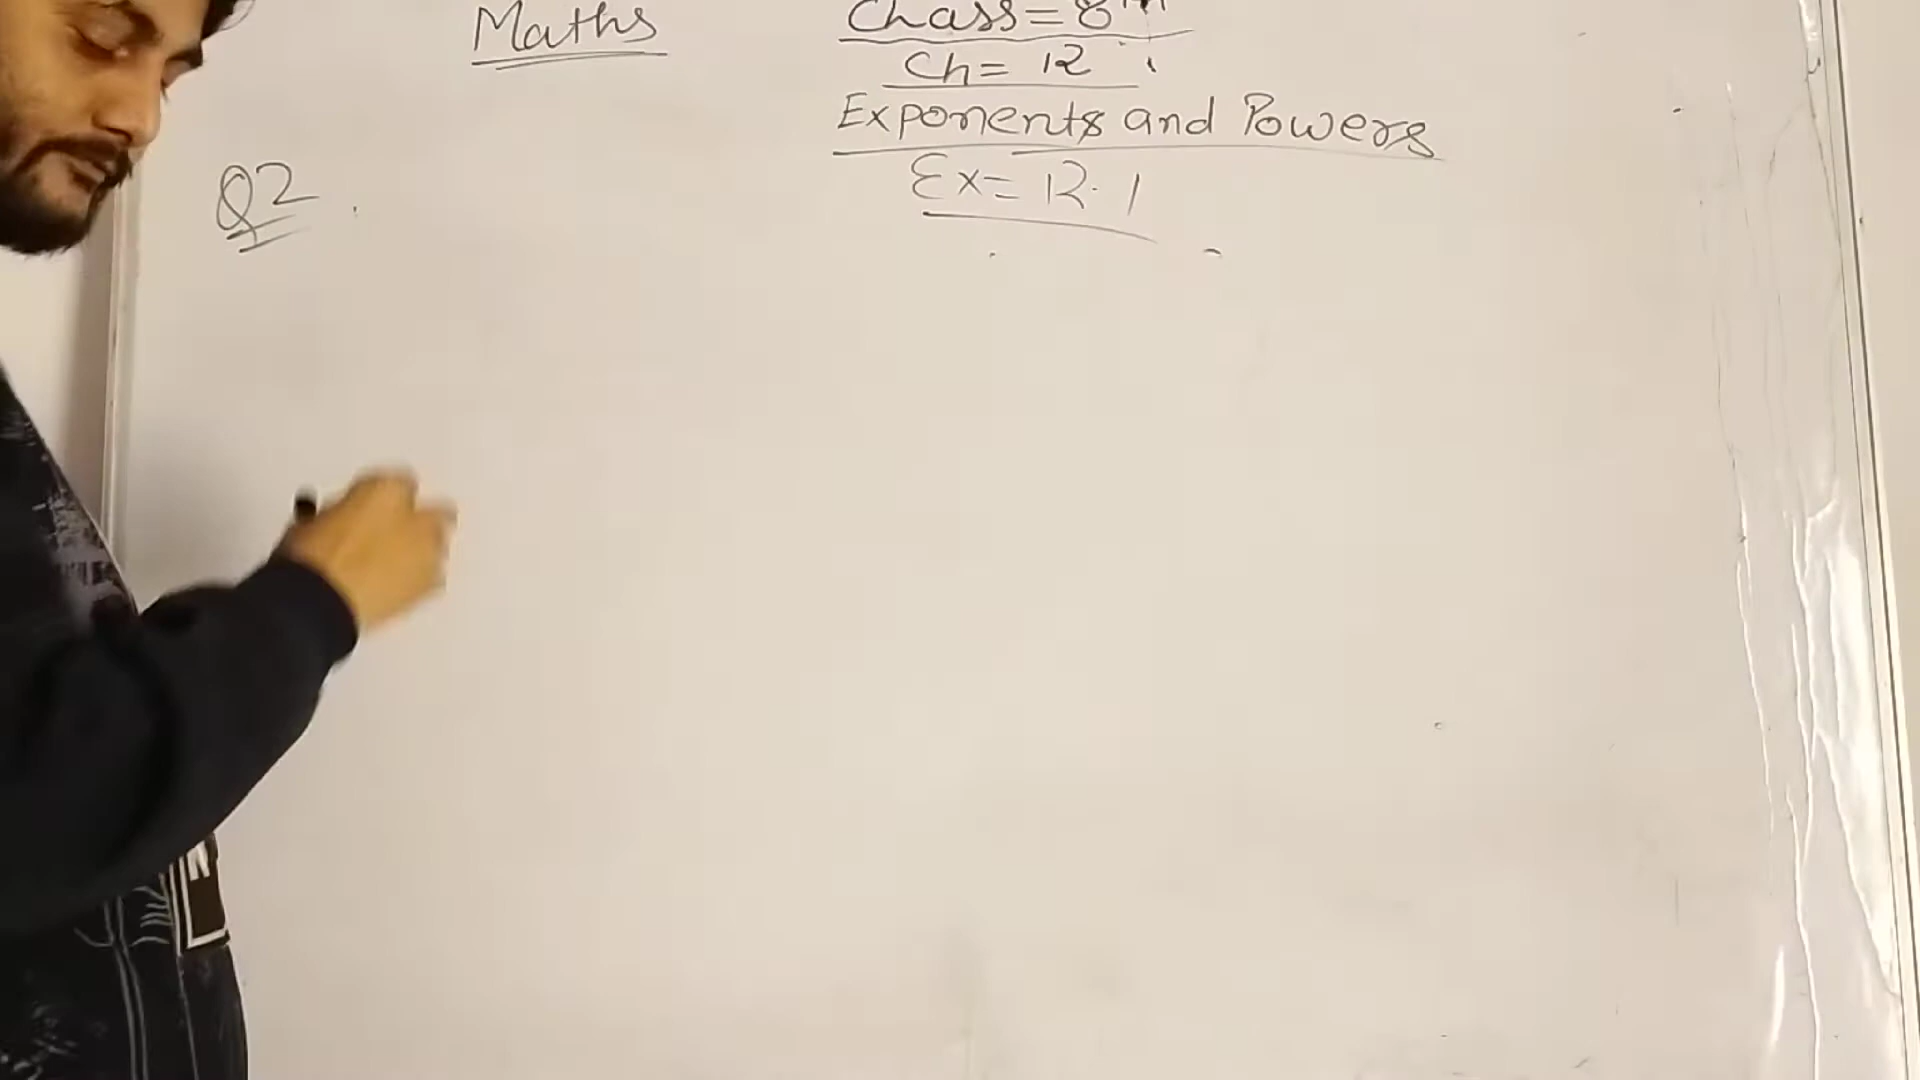 Maths
Class = 8th
Ch = 12
Exponents and Powers
Ex = 12.1
Q2